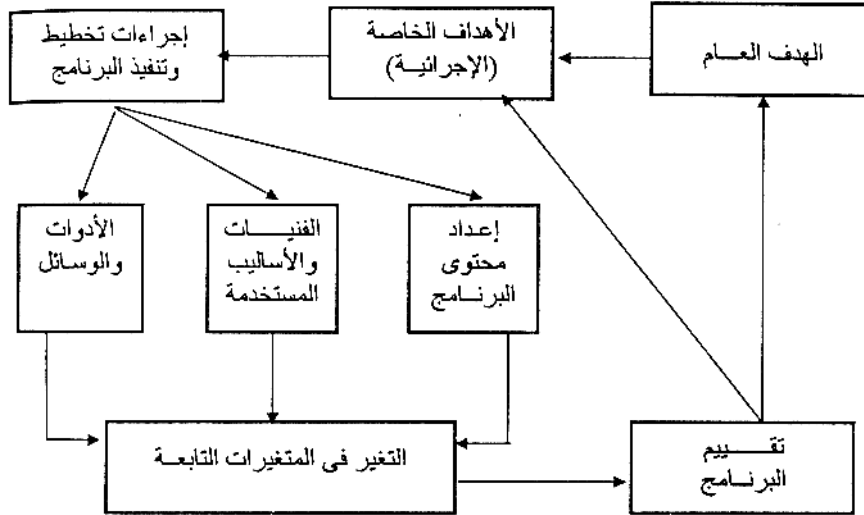 الهدف العام
الأهداف الخاصة
(الإجرائية)
إجراءات تخطيط
وتنفيذ البرنامج
إعداد
محتوى
البرنامج
الفنيات
والأساليب
المستخدمة
الأدوات
والوسائل
التغير فى المتغيرات التابعة
تقييم
البرنامج